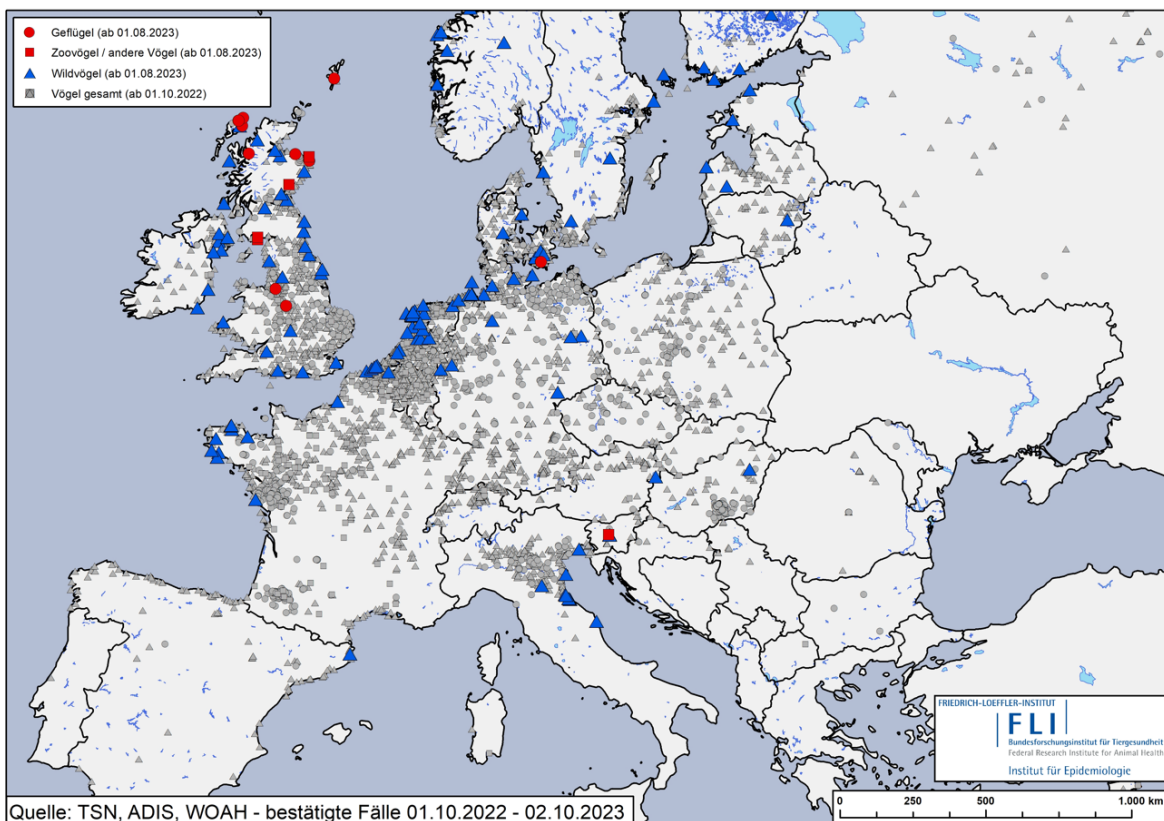 Geflügel (ab 01.08.2023)
Zoovögel / andere Vögel (ab 01.08.2023)
Wildvögel (ab 01.08.2023)
Vögel gesamt (ab 01.10.2022)
FRIEDRICH-LOEFFLER-INSTITUT
FLI
Bundesforschungsinstitut für Tiergesundheit
Federal Research Institute for Animal Health
Institut für Epidemiologie
Quelle: TSN, ADIS, WOAH - bestätigte Fälle 01.10.2022 - 02.10.2023
0 250 500 1.000 km